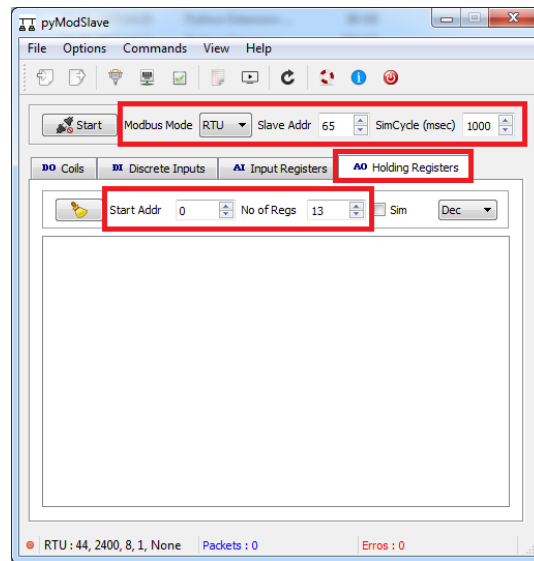 pyModSlave
File Options Commands View Help
Start Modbus Mode RTU Slave Addr 65 SimCycle (msec) 1000
DO Coils DI Discrete Inputs AI Input Registers AO Holding Registers
Start Addr 0 No of Regs 13 Sim Dec
RTU : 44, 2400, 8, 1, None Packets : 0 Erros : 0